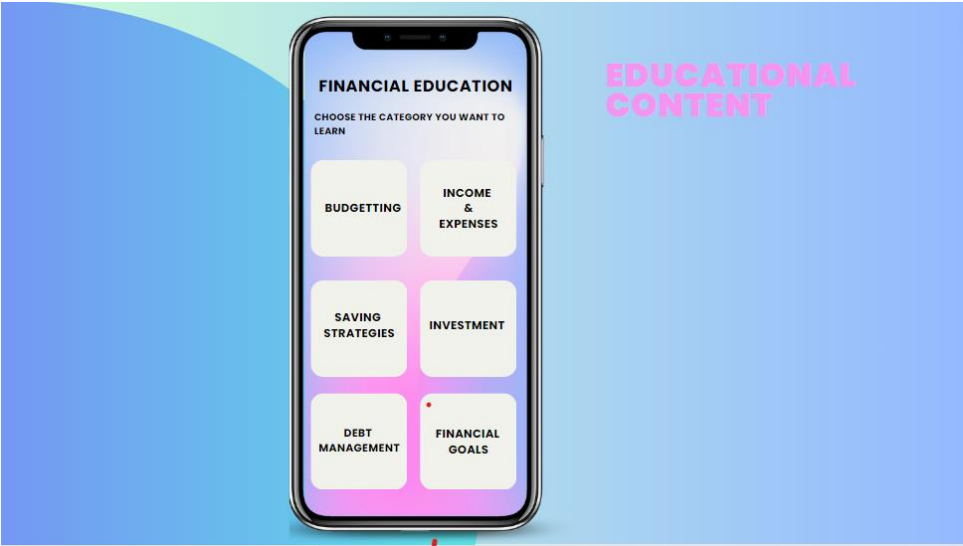 FINANCIAL EDUCATION
CHOOSE THE CATEGORY YOU WANT TO
LEARN
BUDGETTING
INCOME
&
EXPENSES
SAVING
STRATEGIES
INVESTMENT
DEBT
MANAGEMENT
FINANCIAL
GOALS
EDUCATIONAL
CONTENT